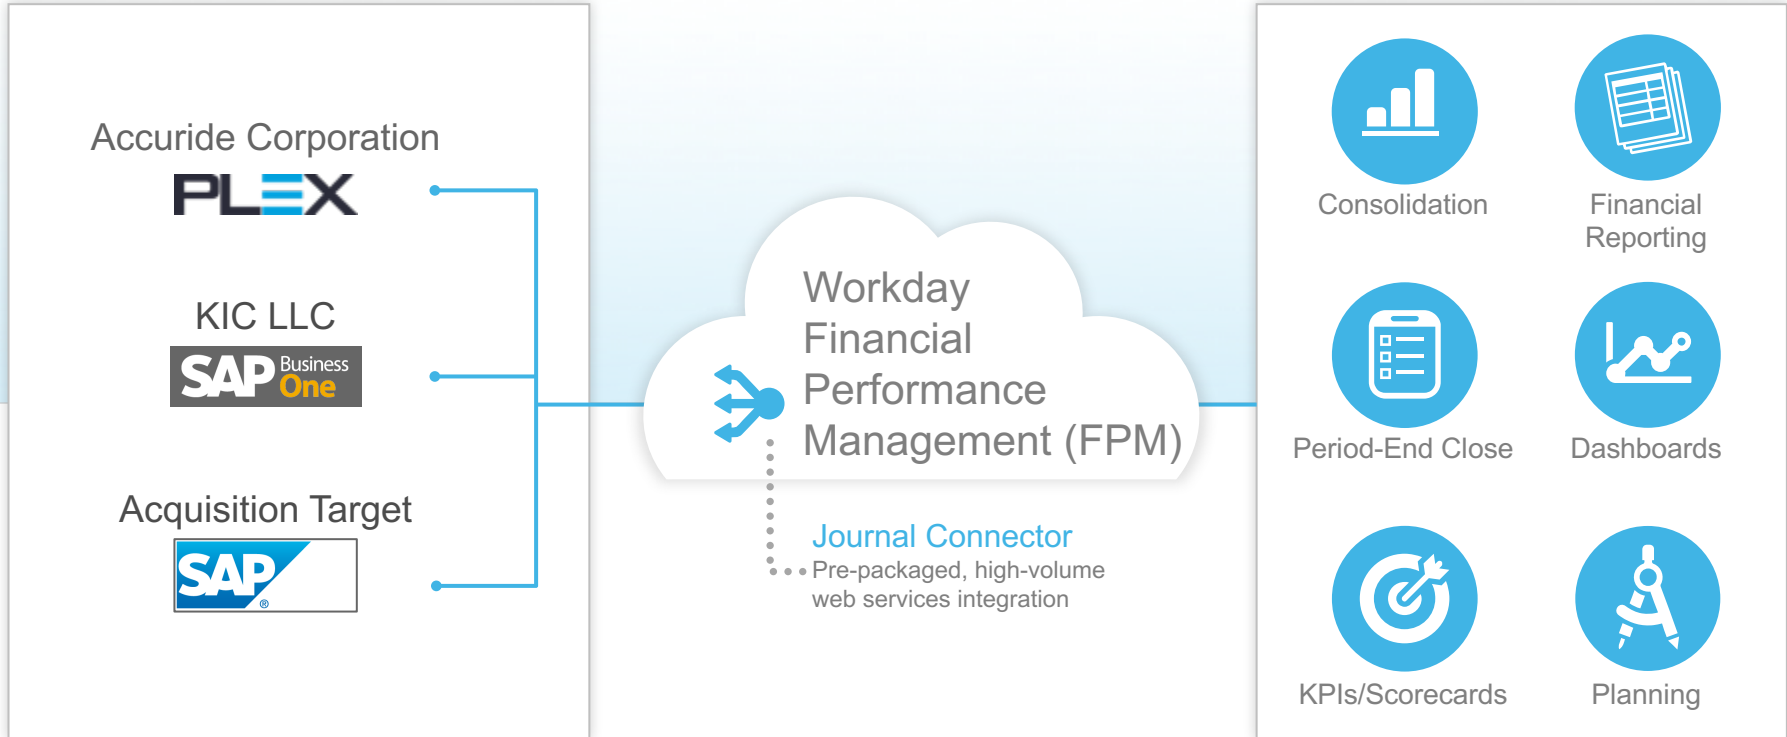 Accuride Corporation
PLEX
KIC LLC
SAP Business
One
Acquisition Target
SAP
®
Workday
Financial
Performance
Management (FPM)
Journal Connector
Pre-packaged, high-volume
web services integration
Consolidation
Financial
Reporting
Period-End Close
Dashboards
KPIs/Scorecards
Planning